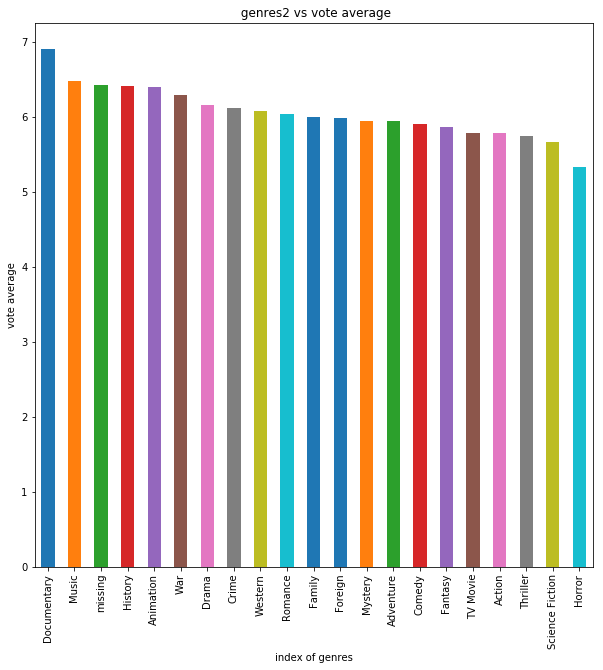 genres2 vs vote average
7
6
5
4
3
2
1
0
vote average
Documentary
Music
missing
History
Animation
War
Drama
Crime
Western
Romance
Family
Foreign
Mystery
Adventure
Comedy
Fantasy
TV Movie
Action
Thriller
Science Fiction
Horror
index of genres